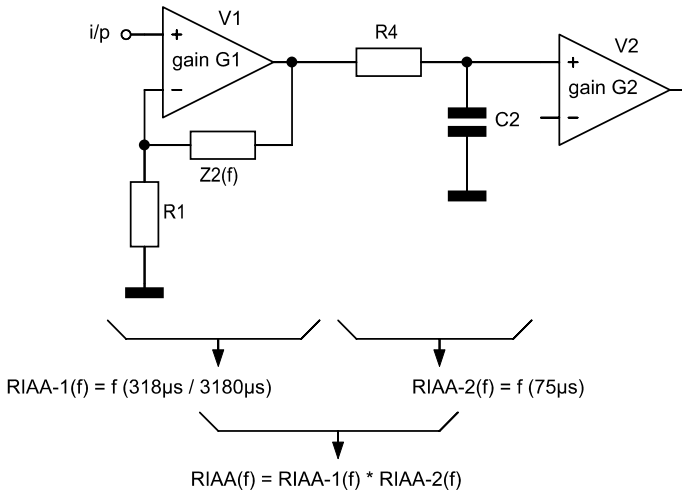 V1
i/p
+
gain G1
–
Z2(f)
R1
R4
C2
V2
+
gain G2
–
RIAA-1(f) = f (318µs / 3180µs)
RIAA-2(f) = f (75µs)
RIAA(f) = RIAA-1(f) * RIAA-2(f)